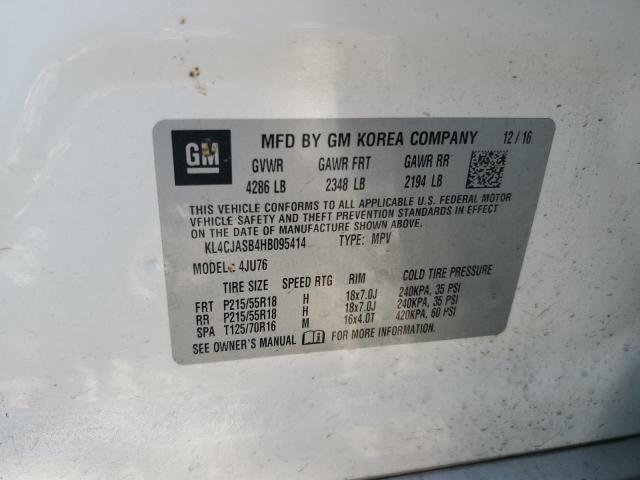 GM
MFD BY GM KOREA COMPANY 12/16
GVWR GAWR FRT GAWR RR
4286 LB 2348 LB 2194 LB
THIS VEHICLE CONFORMS TO ALL APPLICABLE U.S. FEDERAL MOTOR
VEHICLE SAFETY AND THEFT PREVENTION STANDARDS IN EFFECT ON
THE DATE OF MANUFACTURE SHOWN ABOVE.
KL4CJASB4HB095414 TYPE: MPV
MODEL: 4JU76
TIRE SIZE SPEED RTG RIM COLD TIRE PRESSURE
FRT P215/55R18 H 18x7.0J 240KPA, 35 PSI
RR P215/55R18 H 18x7.0J 240KPA, 35 PSI
SPA T125/70R16 M 16x4.0T 420KPA, 60 PSI
SEE OWNER'S MANUAL FOR MORE INFORMATION.